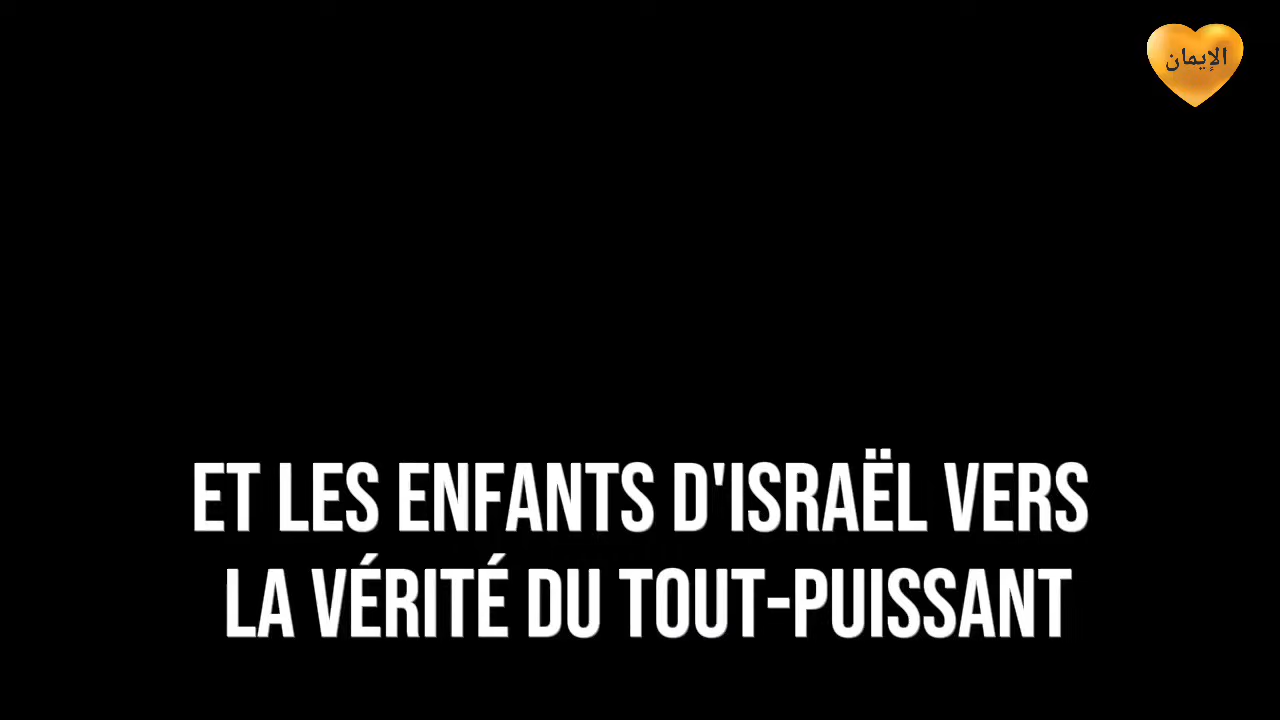 الإيمان
ET LES ENFANTS D'ISRAËL VERS
LA VÉRITÉ DU TOUT-PUISSANT